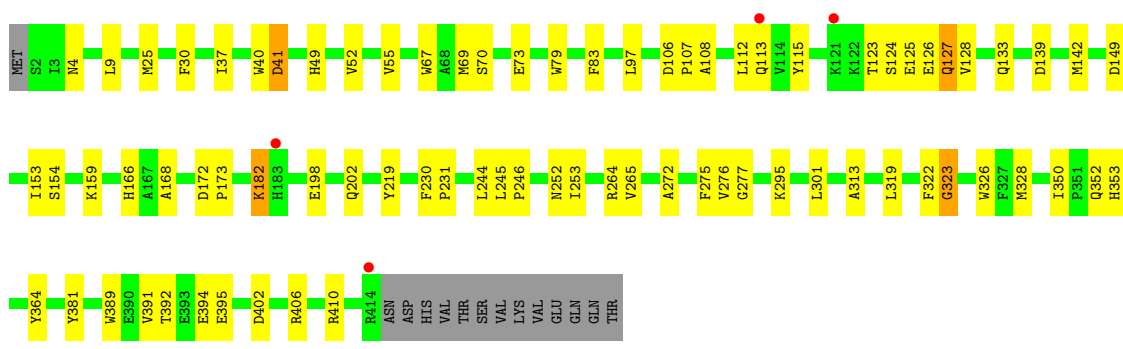 MET S2 I3 N4 L9 M25 F30 I37 W40 D41 H49 V52 V55 W67 A68 M69 S70 E73 W79 F83 L97 D106 P107 A108 L112 Q113 V114 Y115 K121 K122 T123 S124 E125 E126 Q127 V128 Q133 D139 M142 D149
I153 S154 K159 H166 A167 A168 D172 P173 K182 H183 E198 Q202 Y219 F230 P231 L244 L245 P246 N252 I253 R264 V265 A272 F275 V276 G277 K295 L301 A313 L319 F322 G323 W326 F327 M328 I350 P351 Q352 H353
Y364 Y381 W389 E390 V391 T392 E393 E394 E395 D402 R406 R410 R414 ASN ASP HIS VAL THR SER VAL LYS VAL GLU GLN GLN THR